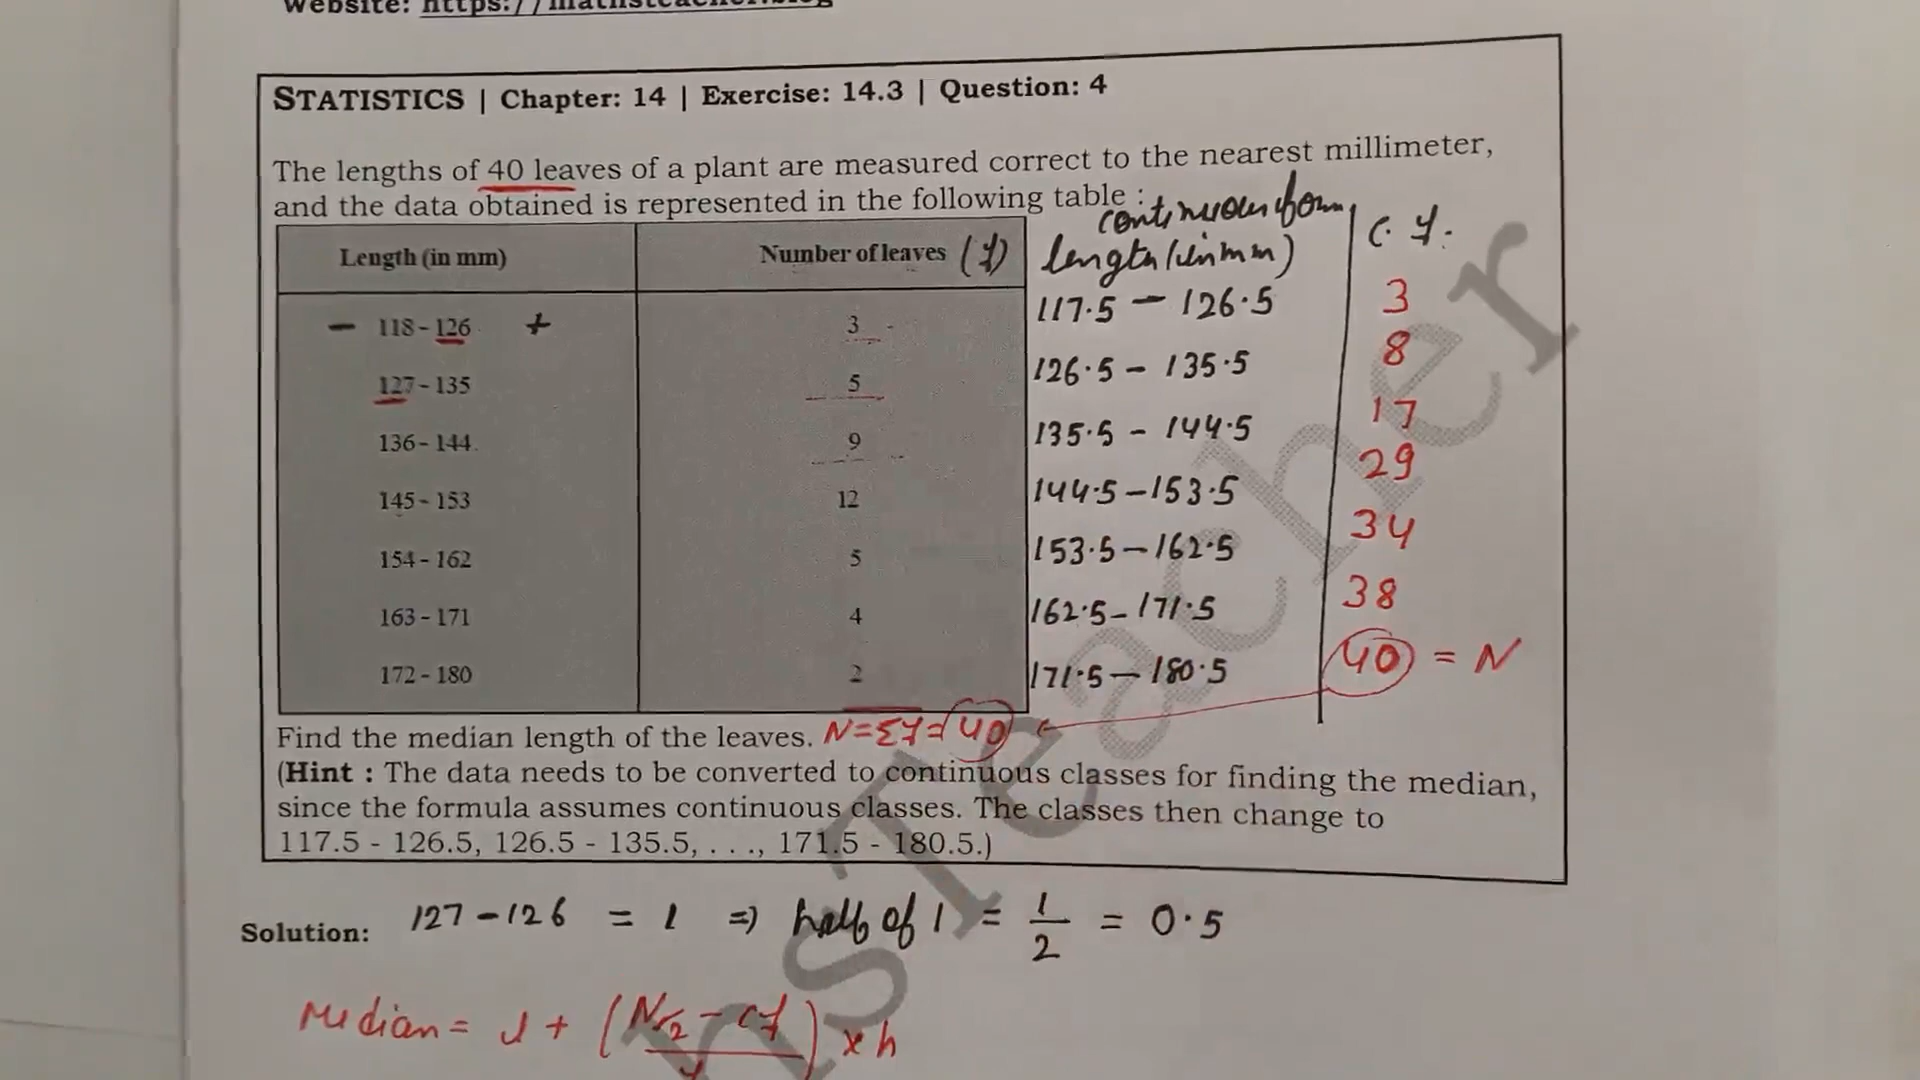 Website: https://mathsteacher.blog
STATISTICS | Chapter: 14 | Exercise: 14.3 | Question: 4
The lengths of 40 leaves of a plant are measured correct to the nearest millimeter,
and the data obtained is represented in the following table :
continuous form
Length (in mm) Number of leaves (f) length (in mm) c.f.
- 118 - 126 + 3 117.5 - 126.5 3
127 - 135 5 126.5 - 135.5 8
136 - 144 9 135.5 - 144.5 17
145 - 153 12 144.5 - 153.5 29
154 - 162 5 153.5 - 162.5 34
163 - 171 4 162.5 - 171.5 38
172 - 180 2 171.5 - 180.5 40 = N
Find the median length of the leaves. N = Σf = 40
(Hint : The data needs to be converted to continuous classes for finding the median,
since the formula assumes continuous classes. The classes then change to
117.5 - 126.5, 126.5 - 135.5, . . ., 171.5 - 180.5.)
Solution: 127 - 126 = 1 => half of 1 = 1/2 = 0.5
Median = l + (N/2 - cf / f) x h
nsTeacher